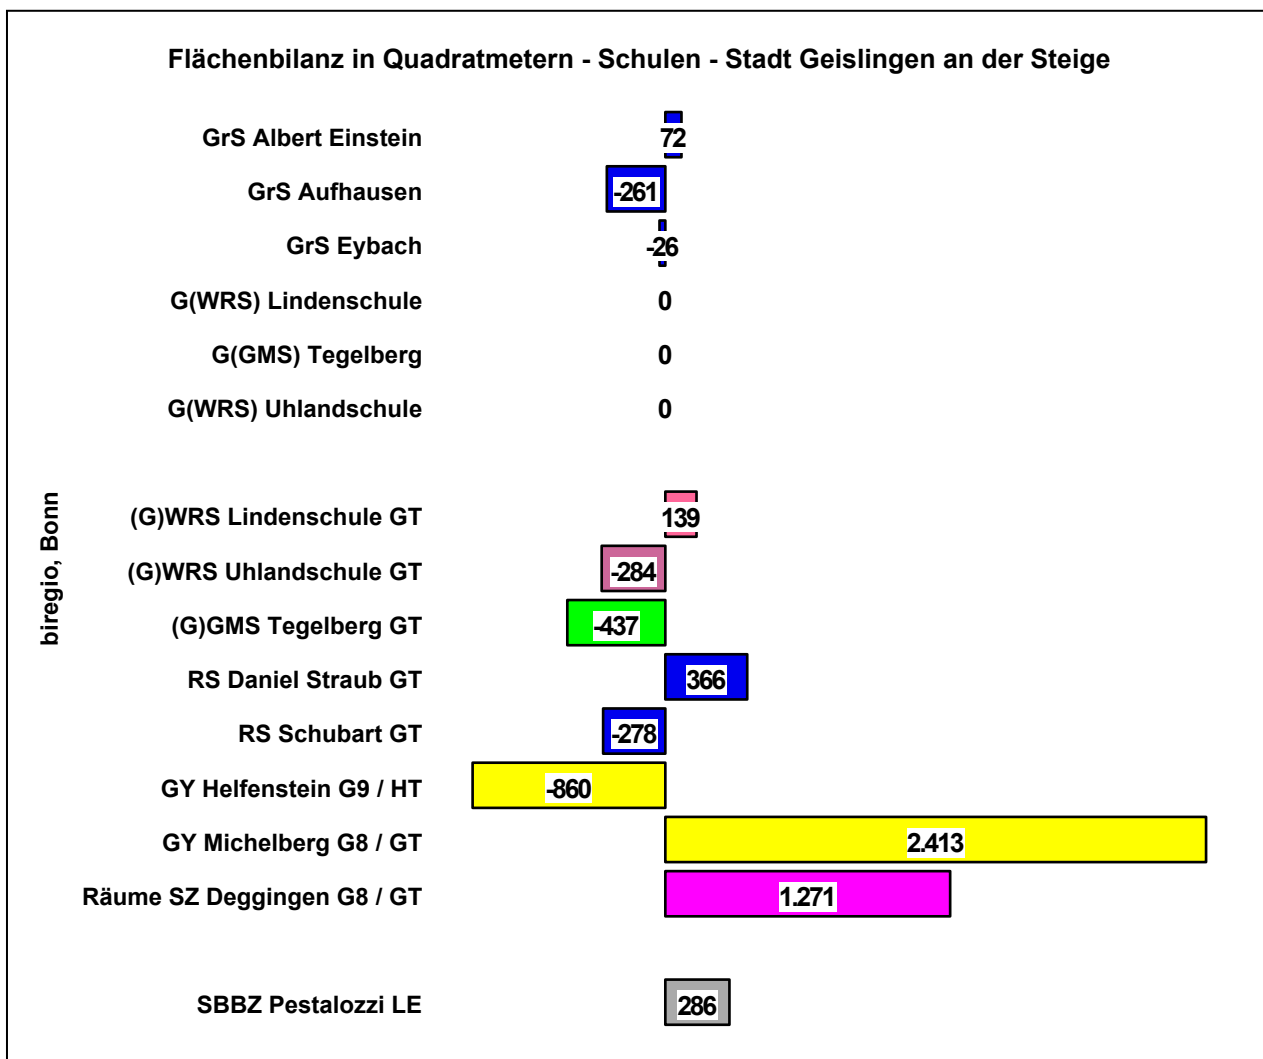 Flächenbilanz in Quadratmetern - Schulen - Stadt Geislingen an der Steige
GrS Albert Einstein 72
GrS Aufhausen -261
GrS Eybach -26
G(WRS) Lindenschule 0
G(GMS) Tegelberg 0
G(WRS) Uhlandschule 0
biregio, Bonn
(G)WRS Lindenschule GT 139
(G)WRS Uhlandschule GT -284
(G)GMS Tegelberg GT -437
RS Daniel Straub GT 366
RS Schubart GT -278
GY Helfenstein G9 / HT -860
GY Michelberg G8 / GT 2.413
Räume SZ Deggingen G8 / GT 1.271
SBBZ Pestalozzi LE 286